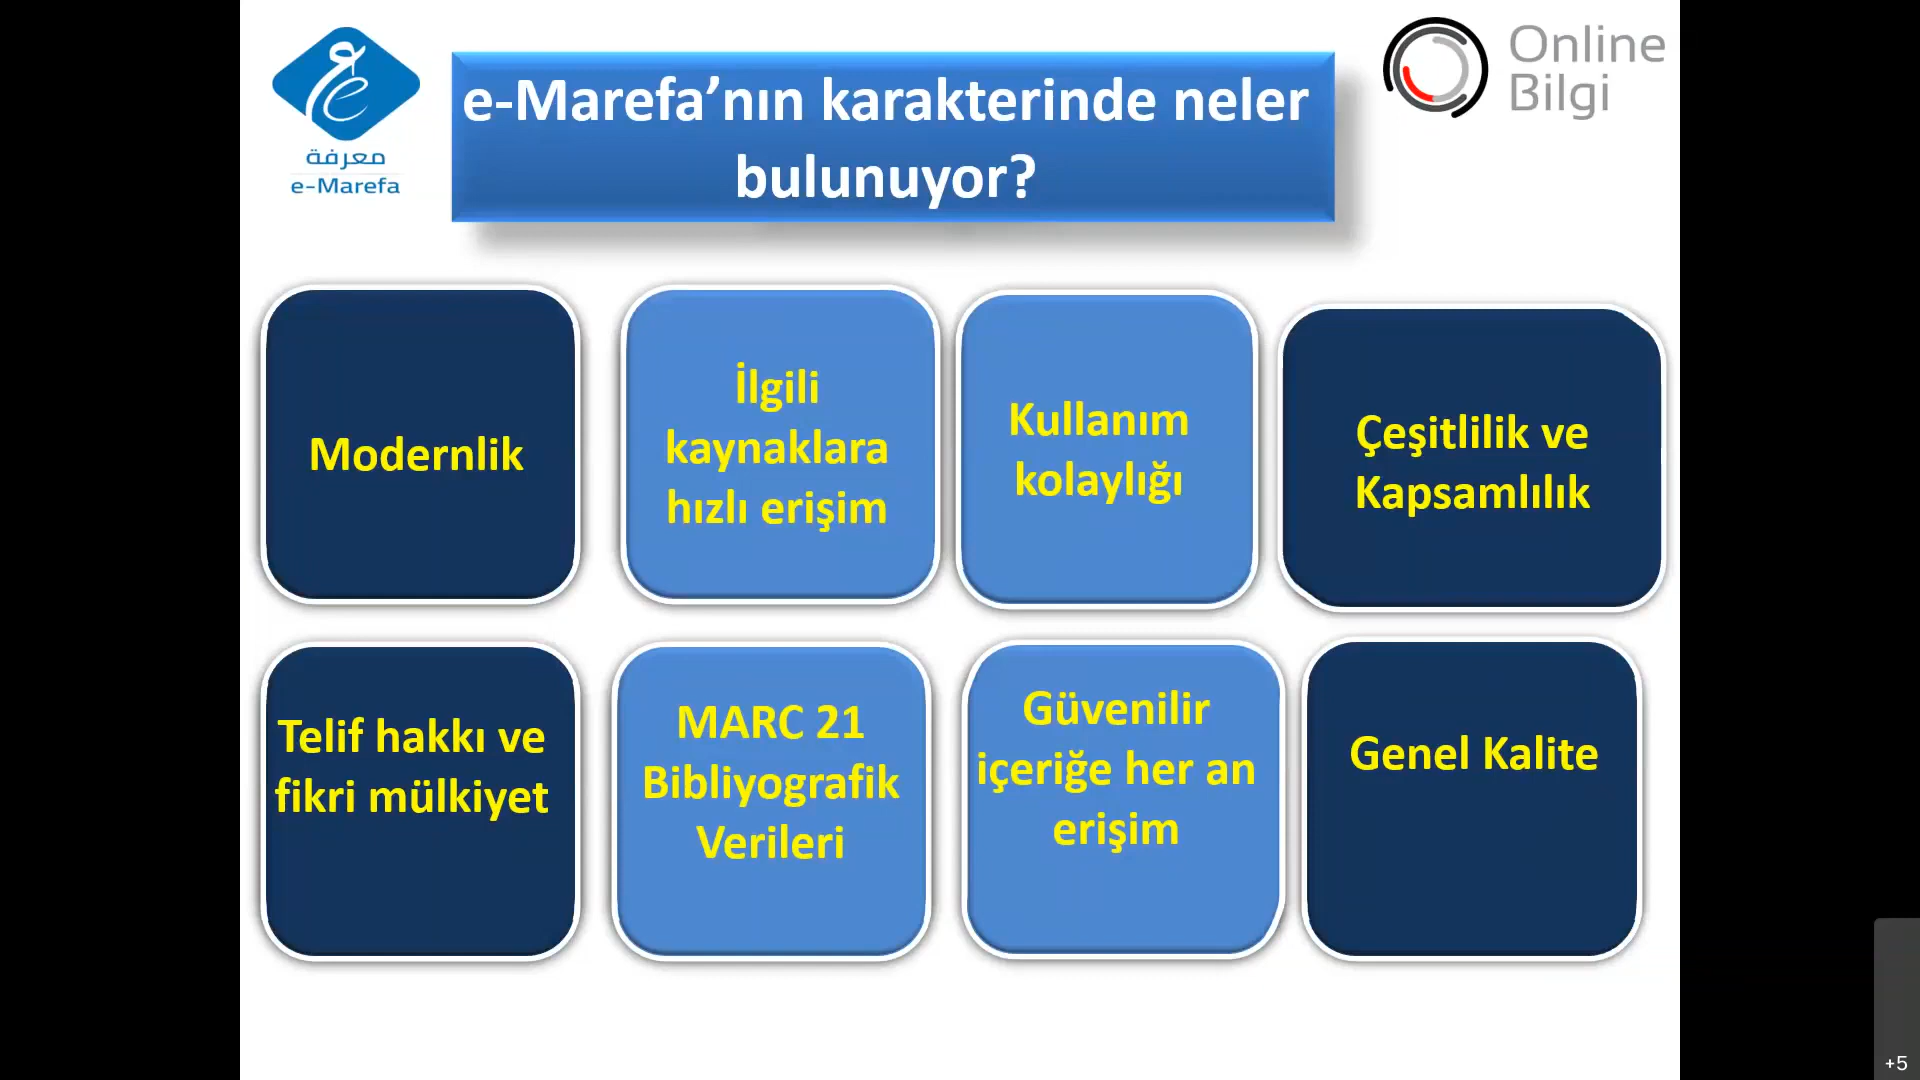 معرفة
e-Marefa
e-Marefa’nın karakterinde neler
bulunuyor?
Online
Bilgi
Modernlik
İlgili
kaynaklara
hızlı erişim
Kullanım
kolaylığı
Çeşitlilik ve
Kapsamlılık
Telif hakkı ve
fikri mülkiyet
MARC 21
Bibliyografik
Verileri
Güvenilir
içeriğe her an
erişim
Genel Kalite
+5